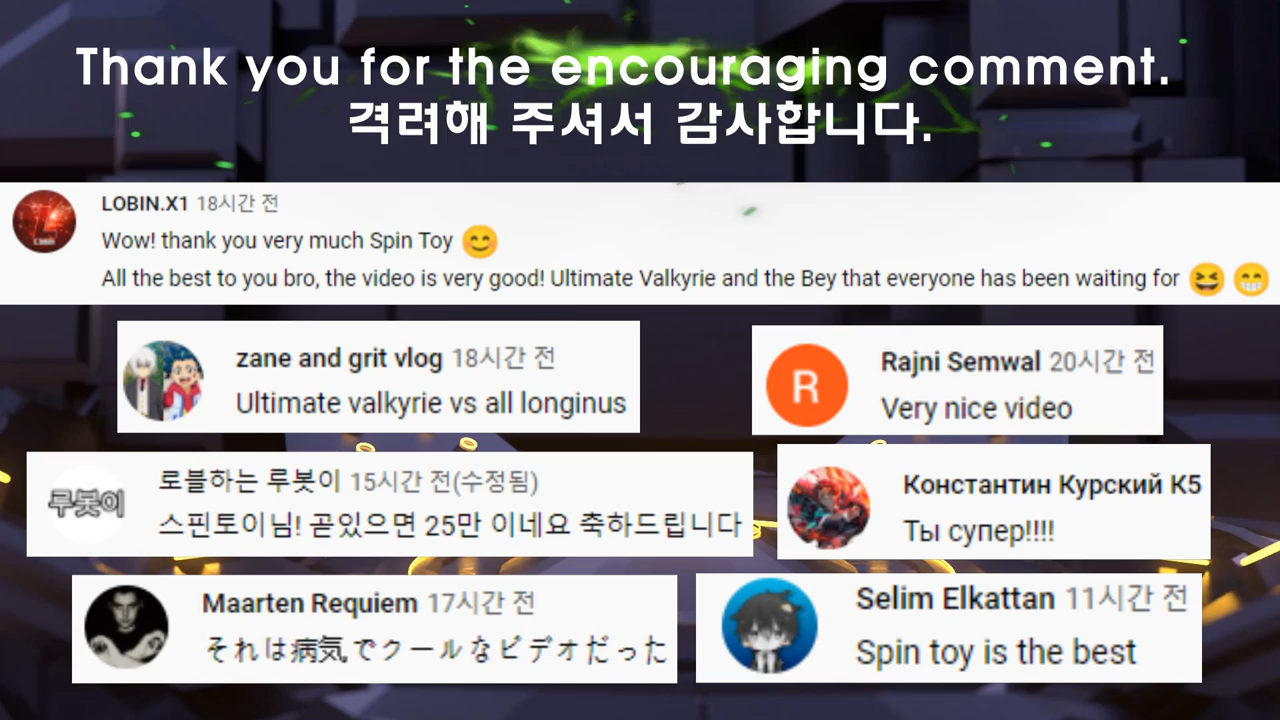 Thank you for the encouraging comment.
격려해 주셔서 감사합니다.
LOBIN.X1 18시간 전
Wow! thank you very much Spin Toy 😊
All the best to you bro, the video is very good! Ultimate Valkyrie and the Bey that everyone has been waiting for 😆 😁
zane and grit vlog 18시간 전
Ultimate valkyrie vs all longinus
R
Rajni Semwal 20시간 전
Very nice video
루봇이
로블하는 루봇이 15시간 전(수정됨)
스핀토이님! 곧있으면 25만 이네요 축하드립니다
Константин Курский К5
Ты супер!!!!
Maarten Requiem 17시간 전
それは病気でクールなビデオだった
Selim Elkattan 11시간 전
Spin toy is the best